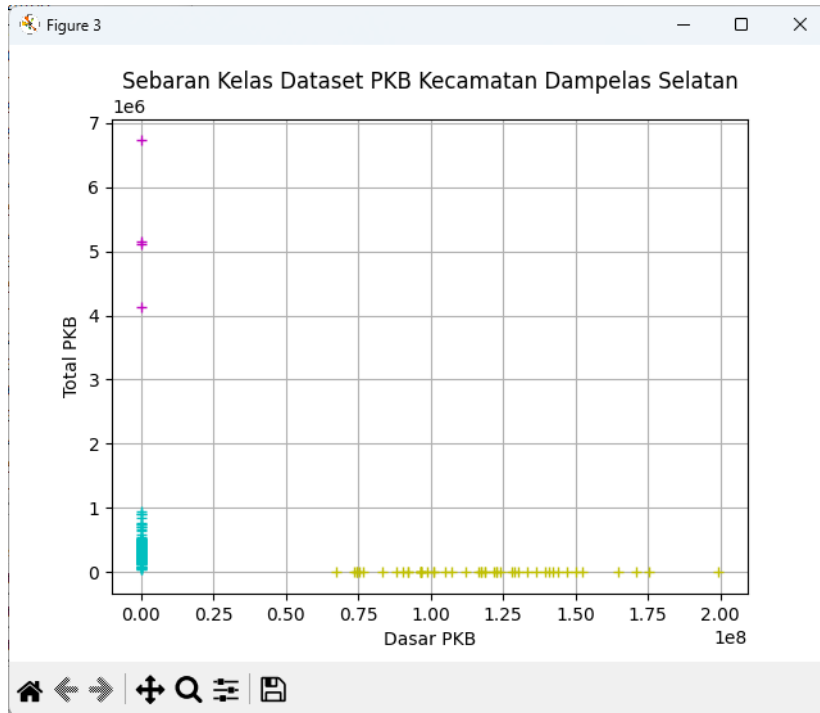 Figure 3
Sebaran Kelas Dataset PKB Kecamatan Dampelas Selatan
1e6
7
6
5
4
3
2
1
0
Total PKB
0.00 0.25 0.50 0.75 1.00 1.25 1.50 1.75 2.00
Dasar PKB
1e8